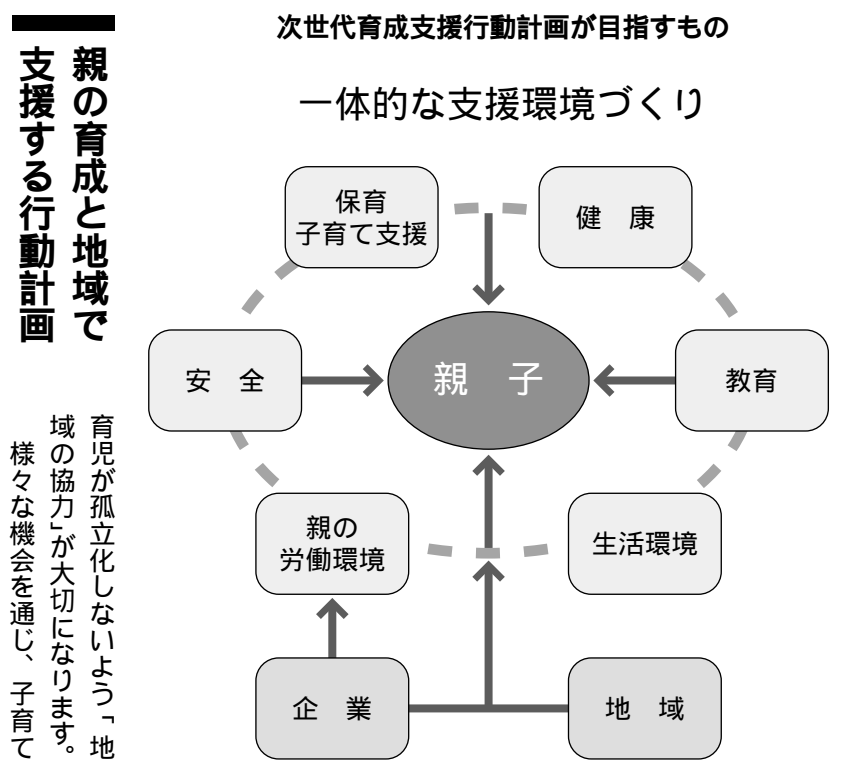 親の育成と地域で
支援する行動計画
育児が孤立化しないよう「地
域の協力」が大切になります。
様々な機会を通じ、子育て
次世代育成支援行動計画が目指すもの
一体的な支援環境づくり
保育
子育て支援
健　康
安　全
親　子
教育
親の
労働環境
生活環境
企　業
地　域